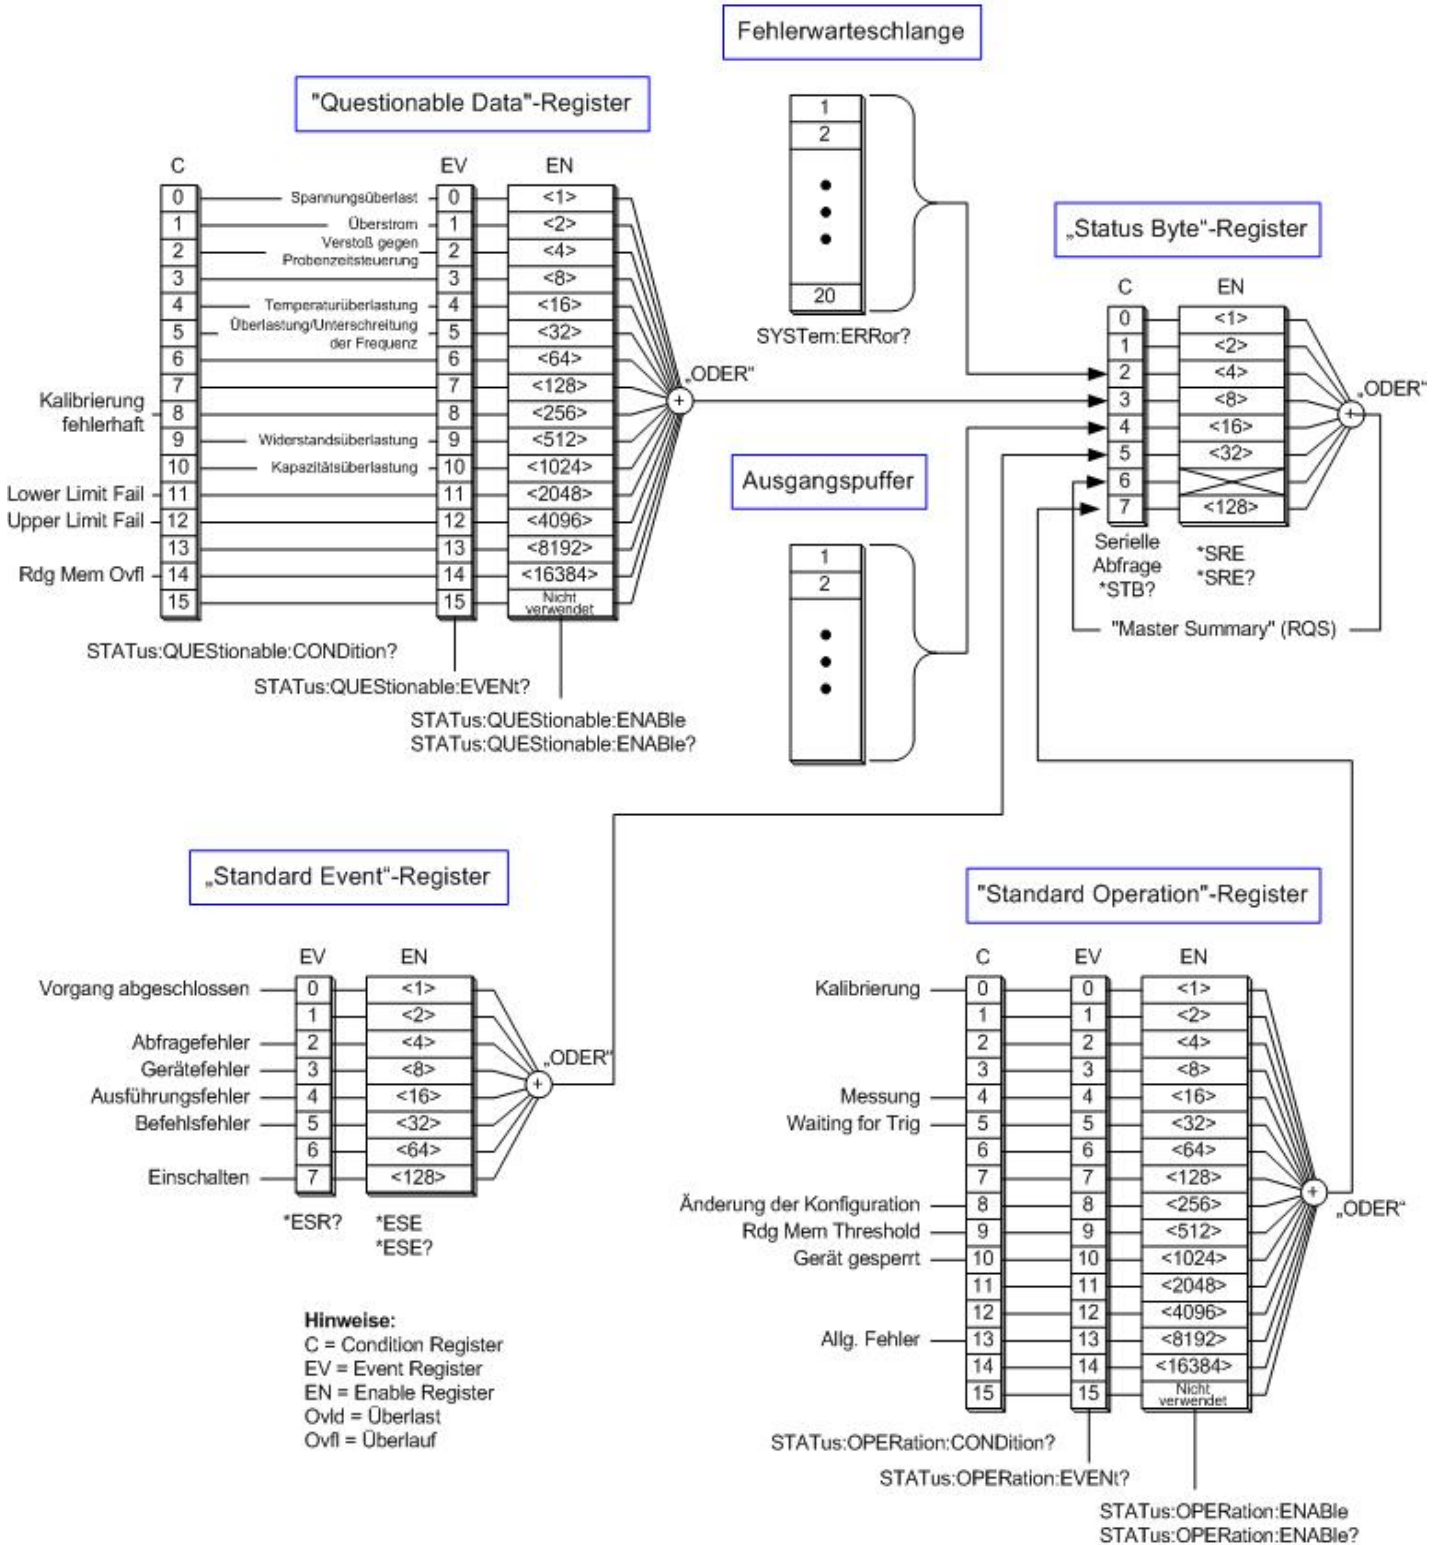 Fehlerwarteschlange
1
2
20
SYSTem:ERRor?
"Questionable Data"-Register
C EV EN
0 Spannungsüberlast 0 <1>
1 Überstrom 1 <2>
2 Verstoß gegen Probenzeitsteuerung 2 <4>
3 3 <8>
4 Temperaturüberlastung 4 <16>
5 Überlastung/Unterschreitung der Frequenz 5 <32>
6 6 <64>
7 7 <128>
Kalibrierung fehlerhaft 8 8 <256>
9 Widerstandsüberlastung 9 <512>
10 Kapazitätsüberlastung 10 <1024>
Lower Limit Fail 11 11 <2048>
Upper Limit Fail 12 12 <4096>
13 13 <8192>
Rdg Mem Ovfl 14 14 <16384>
15 15 Nicht verwendet
„ODER"
+
STATus:QUEStionable:CONDition?
STATus:QUEStionable:EVENt?
STATus:QUEStionable:ENABle
STATus:QUEStionable:ENABle?
„Status Byte"-Register
C EN
0 <1>
1 <2>
2 <4>
3 <8>
4 <16>
5 <32>
6
7 <128>
„ODER"
+
Serielle
Abfrage
*STB?
*SRE
*SRE?
"Master Summary" (RQS)
Ausgangspuffer
1
2
„Standard Event"-Register
EV EN
Vorgang abgeschlossen 0 <1>
1 <2>
Abfragefehler 2 <4>
Gerätefehler 3 <8>
Ausführungsfehler 4 <16>
Befehlsfehler 5 <32>
6 <64>
Einschalten 7 <128>
„ODER"
+
*ESR?
*ESE
*ESE?
"Standard Operation"-Register
C EV EN
Kalibrierung 0 0 <1>
1 1 <2>
2 2 <4>
3 3 <8>
Messung 4 4 <16>
Waiting for Trig 5 5 <32>
6 6 <64>
7 7 <128>
Änderung der Konfiguration 8 8 <256>
Rdg Mem Threshold 9 9 <512>
Gerät gesperrt 10 10 <1024>
11 11 <2048>
12 12 <4096>
Allg. Fehler 13 13 <8192>
14 14 <16384>
15 15 Nicht verwendet
+
„ODER"
STATus:OPERation:CONDition?
STATus:OPERation:EVENt?
STATus:OPERation:ENABle
STATus:OPERation:ENABle?
Hinweise:
C = Condition Register
EV = Event Register
EN = Enable Register
Ovld = Überlast
Ovfl = Überlauf